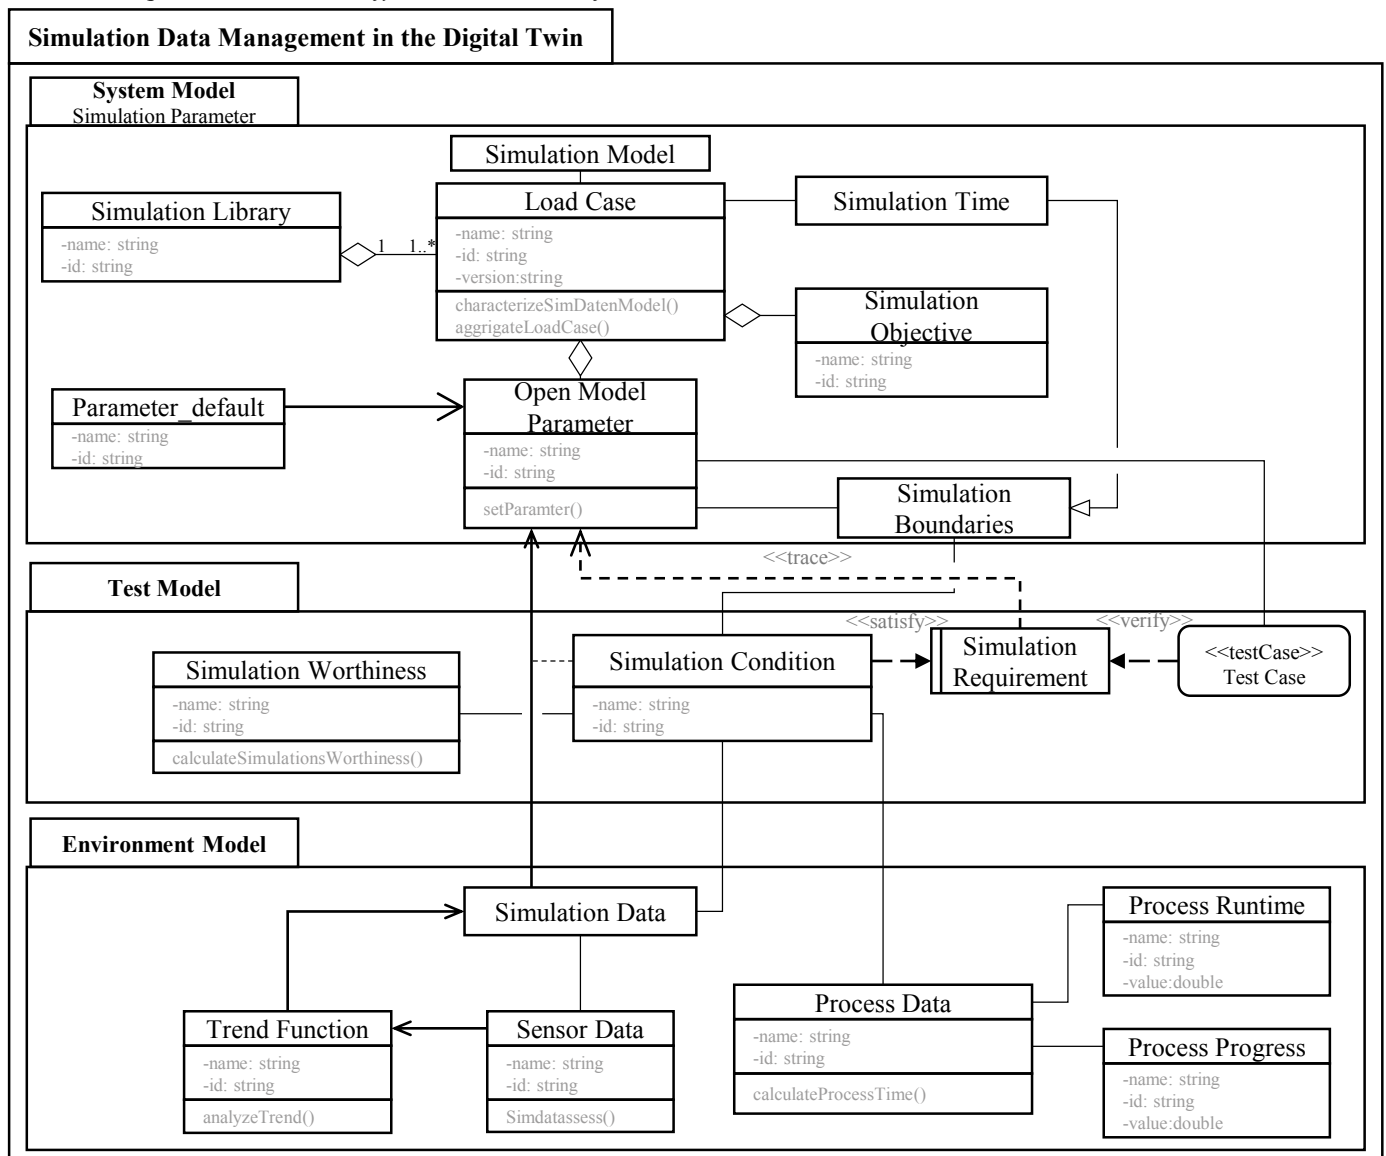 Simulation Data Management in the Digital Twin
System Model
Simulation Parameter
Simulation Model
Simulation Library
-name: string
-id: string
1
1..*
Load Case
-name: string
-id: string
-version:string
characterizeSimDatenModel()
aggrigateLoadCase()
Simulation Time
Simulation
Objective
-name: string
-id: string
Parameter_default
-name: string
-id: string
Open Model
Parameter
-name: string
-id: string
setParamter()
Simulation
Boundaries
<<trace>>
Test Model
<<satisfy>>
<<verify>>
Simulation Worthiness
-name: string
-id: string
calculateSimulationsWorthiness()
Simulation Condition
-name: string
-id: string
Simulation
Requirement
<<testCase>>
Test Case
Environment Model
Simulation Data
Trend Function
-name: string
-id: string
analyzeTrend()
Sensor Data
-name: string
-id: string
Simdatassess()
Process Data
-name: string
-id: string
calculateProcessTime()
Process Runtime
-name: string
-id: string
-value:double
Process Progress
-name: string
-id: string
-value:double